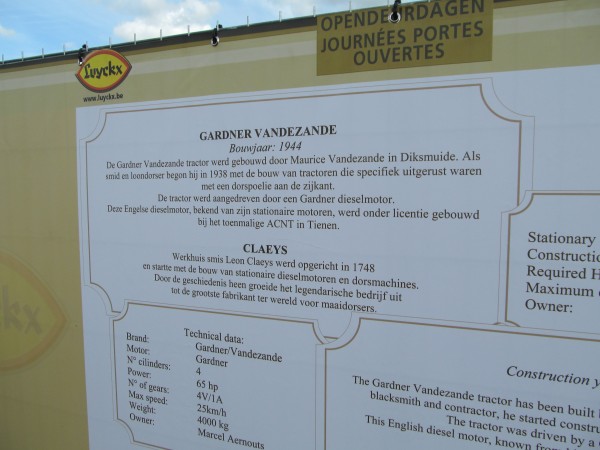 OPENDEURDAGEN
JOURNÉES PORTES
OUVERTES
Luyckx
www.luyckx.be
GARDNER VANDEZANDE
Bouwjaar: 1944
De Gardner Vandezande tractor werd gebouwd door Maurice Vandezande in Diksmuide. Als
smid en loondorser begon hij in 1938 met de bouw van tractoren die specifiek uitgerust waren
met een dorspoelie aan de zijkant.
De tractor werd aangedreven door een Gardner dieselmotor.
Deze Engelse dieselmotor, bekend van zijn stationaire motoren, werd onder licentie gebouwd
bij het toenmalige ACNT in Tienen.
CLAEYS
Werkhuis smis Leon Claeys werd opgericht in 1748
en startte met de bouw van stationaire dieselmotoren en dorsmachines.
Door de geschiedenis heen groeide het legendarische bedrijf uit
tot de grootste fabrikant ter wereld voor maaidorsers.
Technical data:
Brand: Gardner/Vandezande
Motor: Gardner
N° cilinders: 4
Power: 65 hp
N° of gears: 4V/1A
Max speed: 25km/h
Weight: 4000 kg
Owner: Marcel Aernouts
Stationary
Constructio
Required H
Maximum
Owner:
Construction y
The Gardner Vandezande tractor has been built
blacksmith and contractor, he started construc
The tractor was driven by a
This English diesel motor, known from
yckx